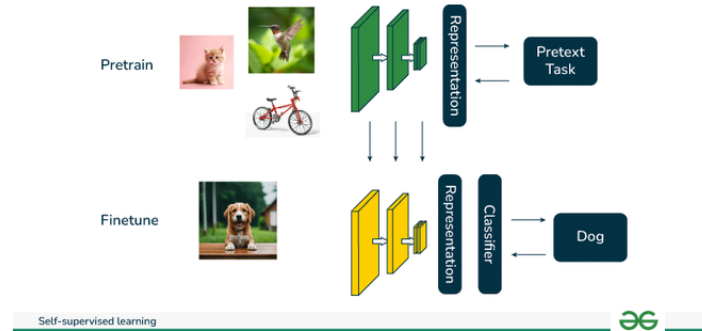 Pretrain
Representation
Pretext
Task
Finetune
Representation
Classifier
Dog
Self-supervised learning